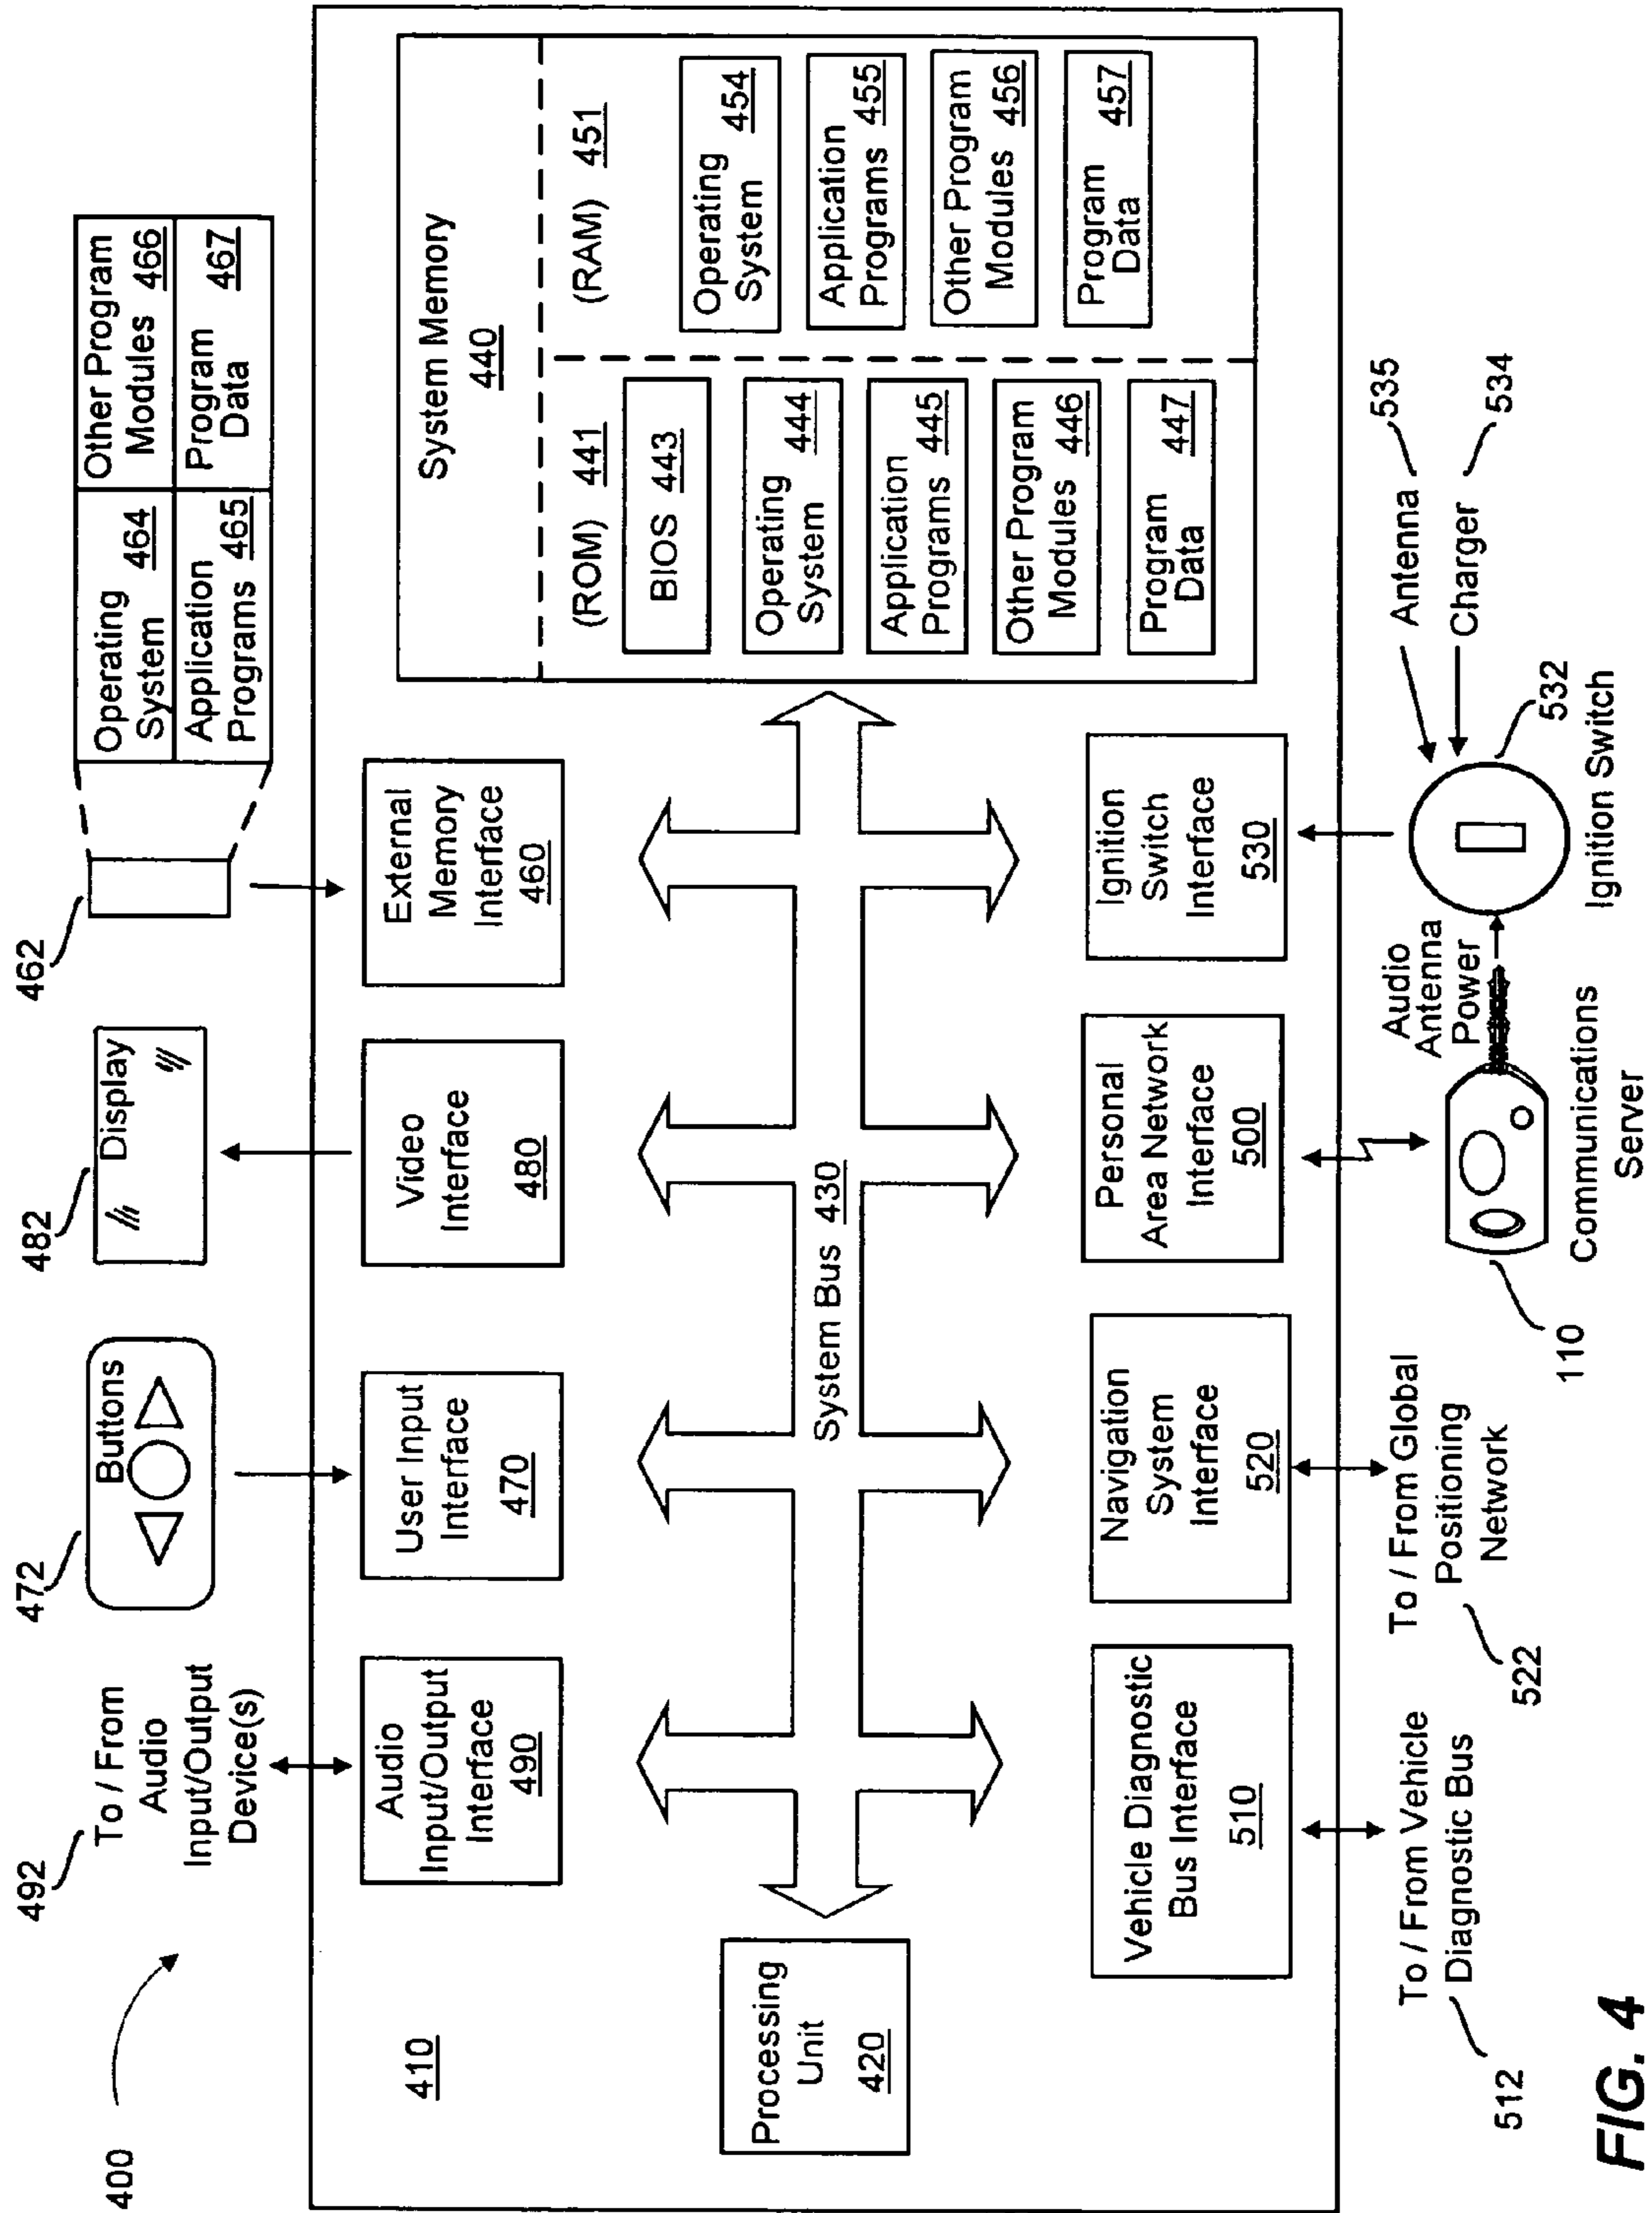 400
492
To / From
Audio
Input/Output
Device(s)
472
Buttons
482
Display
462
Operating
System 464
Application
Programs 465
Other Program
Modules 466
Program
Data 467
410
Audio
Input/Output
Interface
490
User Input
Interface
470
Video
Interface
480
External
Memory
Interface
460
System Memory
440
(ROM) 441
BIOS 443
Operating
System 444
Application
Programs 445
Other Program
Modules 446
Program
Data 447
(RAM) 451
Operating
System 454
Application
Programs 455
Other Program
Modules 456
Program
Data 457
Processing
Unit
420
System Bus 430
Vehicle Diagnostic
Bus Interface
510
Navigation
System
Interface
520
Personal
Area Network
Interface
500
Ignition
Switch
Interface
530
To / From Vehicle
Diagnostic Bus
512
To / From Global
Positioning
Network
522
110
Communications
Server
Audio
Antenna
Power
532
Ignition Switch
Antenna 535
Charger 534
FIG. 4